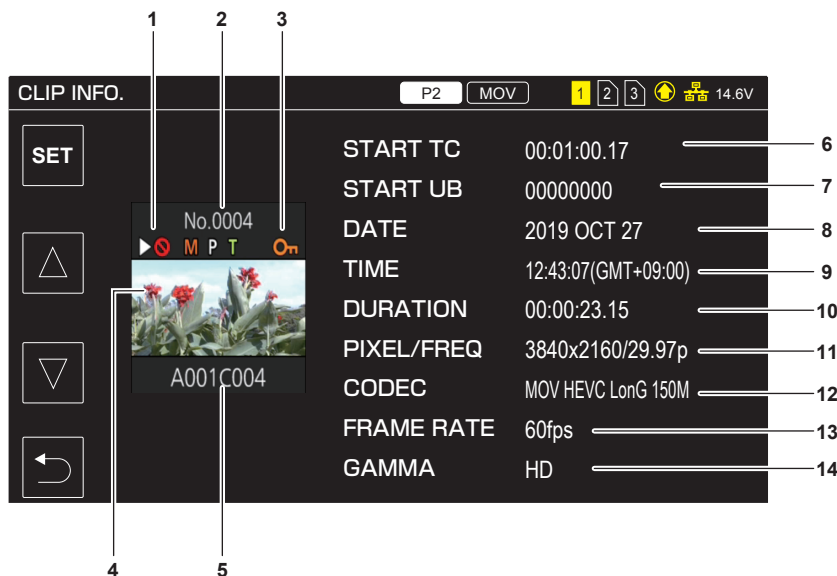 1 2 3
CLIP INFO. P2 MOV 1 2 3 14.6V
SET
No.0004
M P T
A001C004
START TC 00:01:00.17 6
START UB 00000000 7
DATE 2019 OCT 27 8
TIME 12:43:07(GMT+09:00) 9
DURATION 00:00:23.15 10
PIXEL/FREQ 3840x2160/29.97p 11
CODEC MOV HEVC LonG 150M 12
FRAME RATE 60fps 13
GAMMA HD 14
4 5